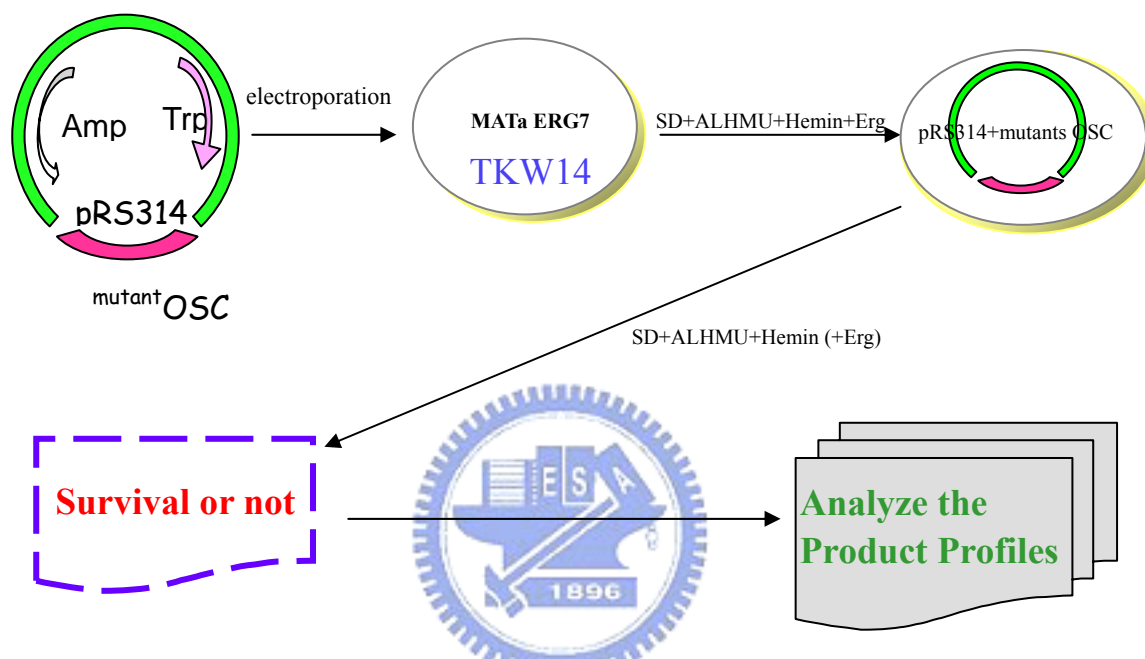 Amp
Trp
pRS314
mutantOSC
electroporation
MATa ERG7
TKW14
SD+ALHMU+Hemin+Erg
pRS314+mutants OSC
SD+ALHMU+Hemin (+Erg)
Survival or not
E S A
1896
Analyze the
Product Profiles